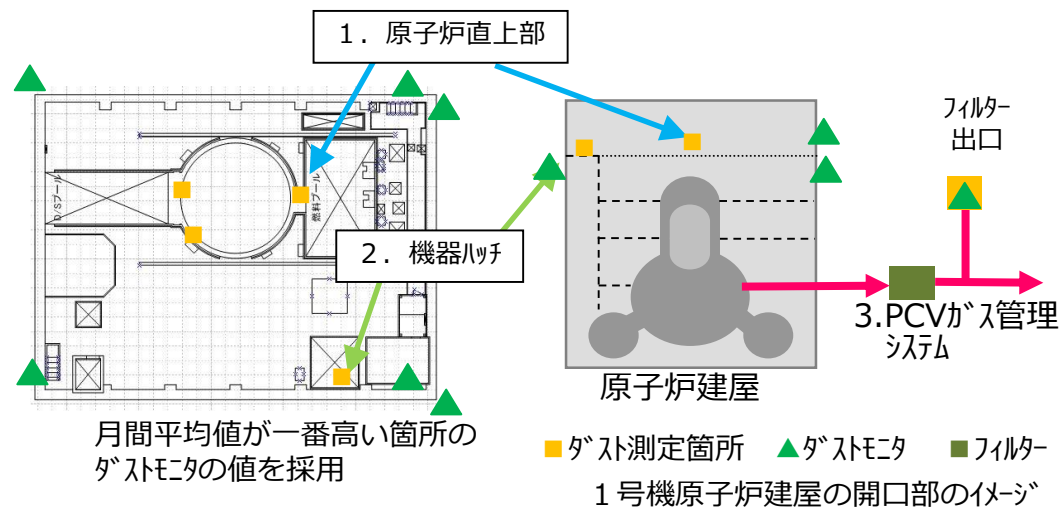 1．原子炉直上部
D/Sプール
燃料プール
2．機器ﾊｯﾁ
月間平均値が一番高い箇所の
ﾀﾞｽﾄﾓﾆﾀの値を採用
ﾌｨﾙﾀｰ
出口
3.PCVｶﾞｽ管理
ｼｽﾃﾑ
原子炉建屋
ﾀﾞｽﾄ測定箇所 ﾀﾞｽﾄﾓﾆﾀ ﾌｨﾙﾀｰ
１号機原子炉建屋の開口部のｲﾒｰｼﾞ